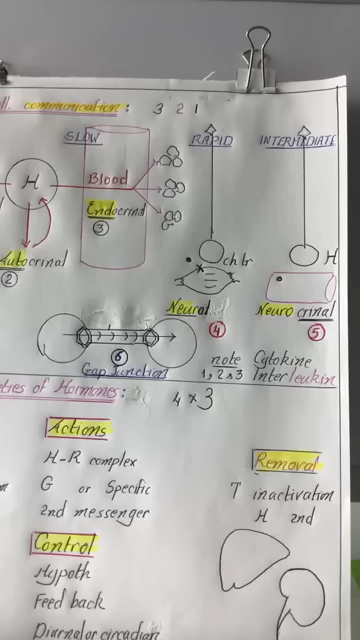 ll communication: 3 2 1
SLOW RAPID INTERMEDIATE
H Blood
Endocrinal
③
Autocrinal
②
ch tr
H
Neural
④
Neuro crinal
⑤
⑥
Gap Junction
note Cytokine
1, 2 x 3 Interleukin
ties of Hormones: 4 x 3
Actions
H-R complex
G or Specific
2nd messenger
Removal
T inactivation
H 2nd
Control
Hypoth
Feed back
Diurnal or circadian